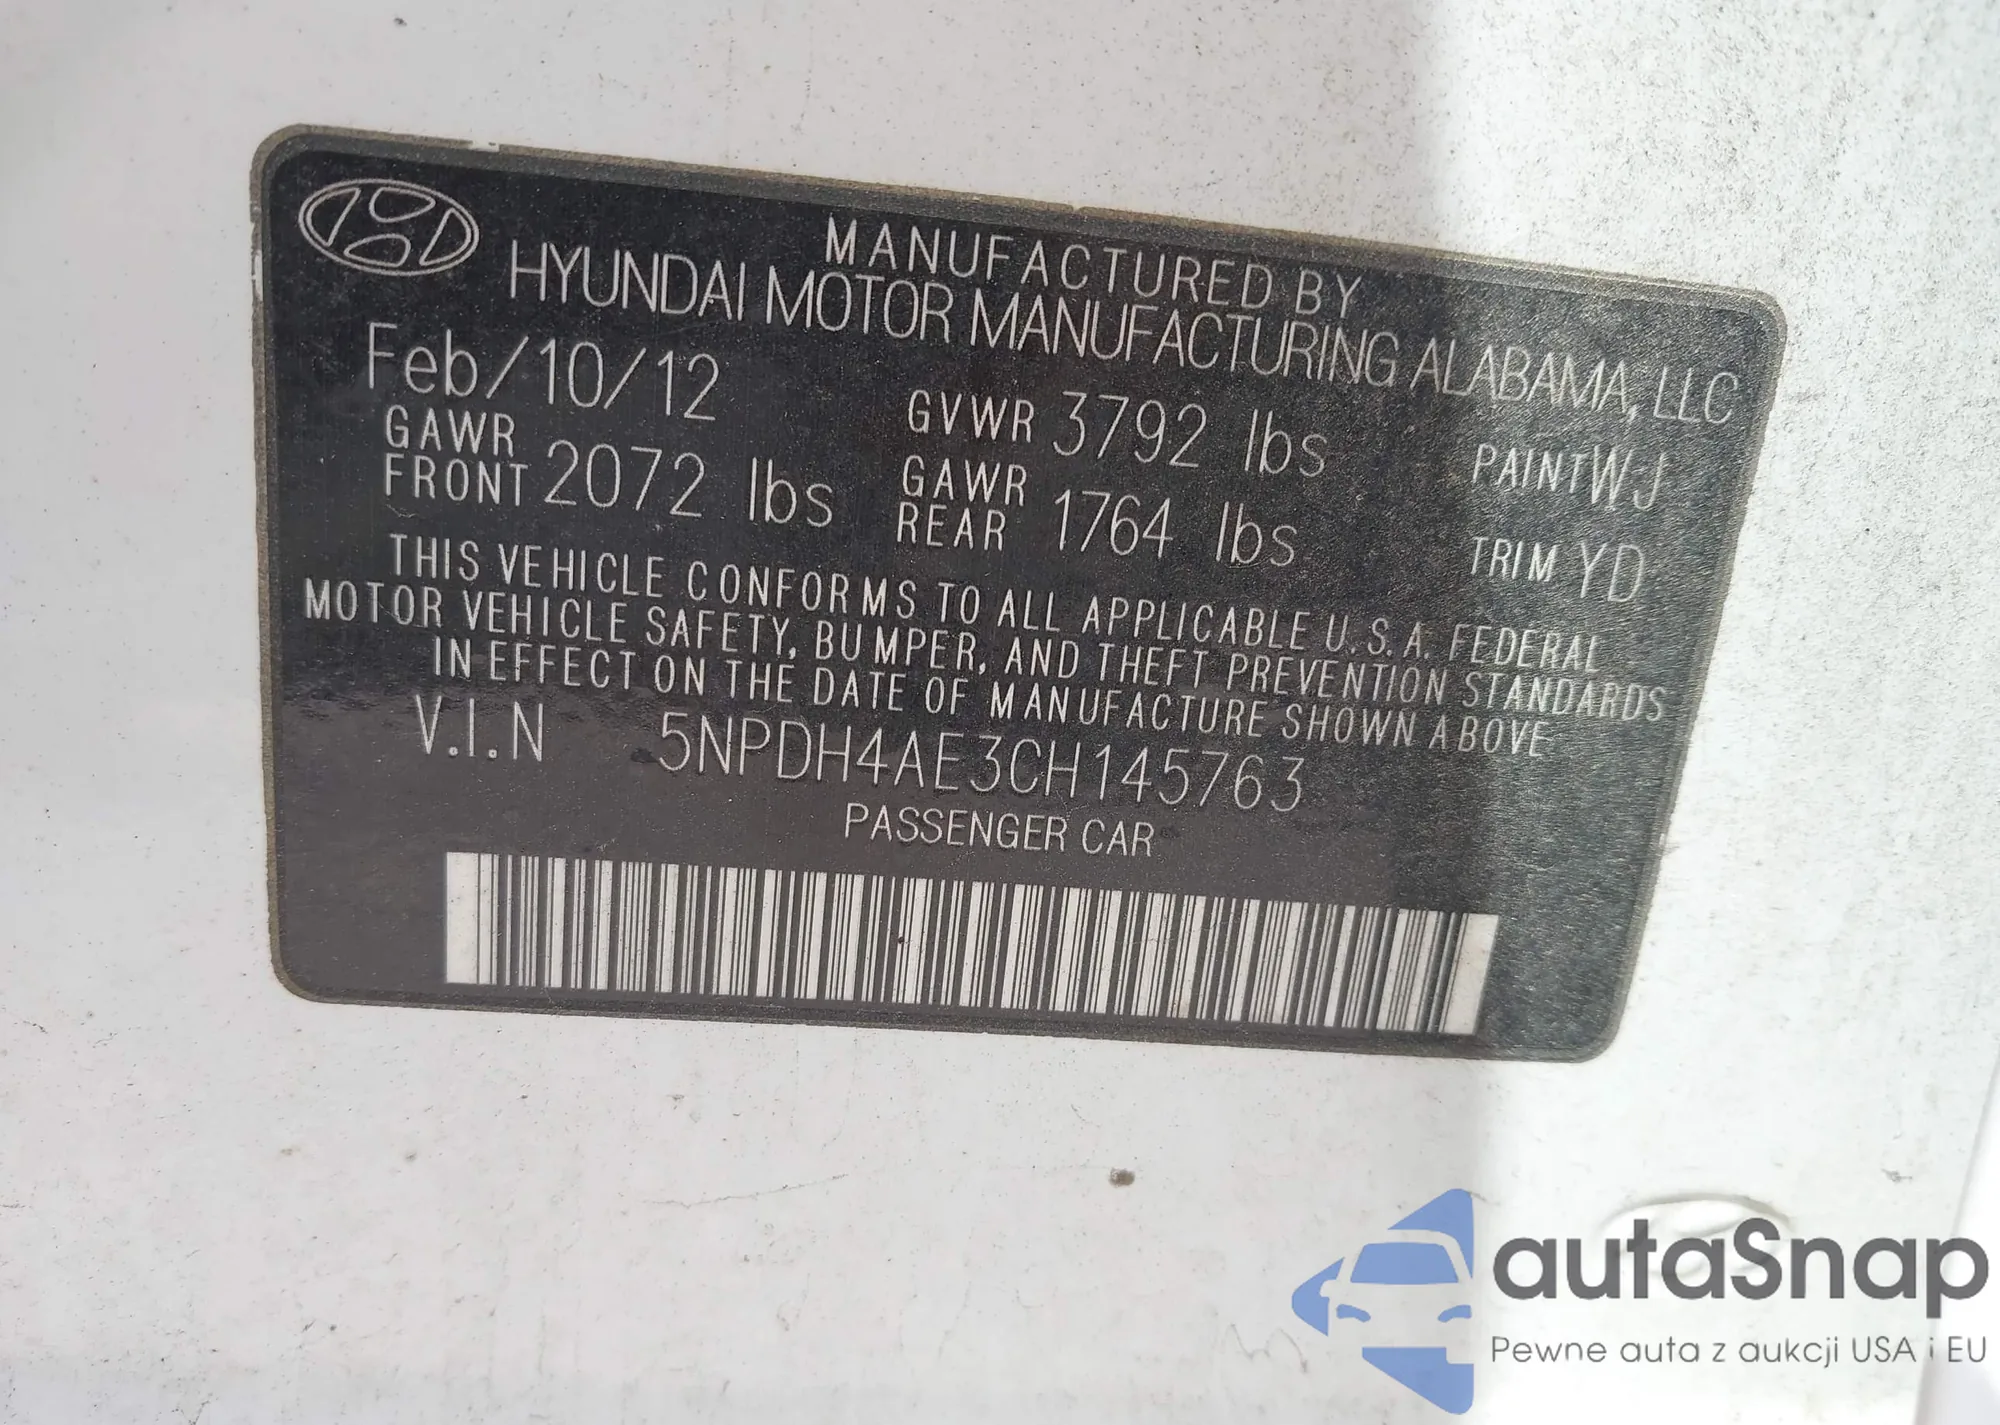 MANUFACTURED BY
HYUNDAI MOTOR MANUFACTURING ALABAMA, LLC
Feb/10/12 GVWR 3792 lbs PAINT WJ
GAWR FRONT 2072 lbs GAWR REAR 1764 lbs TRIM YD
THIS VEHICLE CONFORMS TO ALL APPLICABLE U.S.A. FEDERAL
MOTOR VEHICLE SAFETY, BUMPER, AND THEFT PREVENTION STANDARDS
IN EFFECT ON THE DATE OF MANUFACTURE SHOWN ABOVE
V.I.N 5NPDH4AE3CH145763
PASSENGER CAR
autaSnap
Pewne auta z aukcji USA i EU